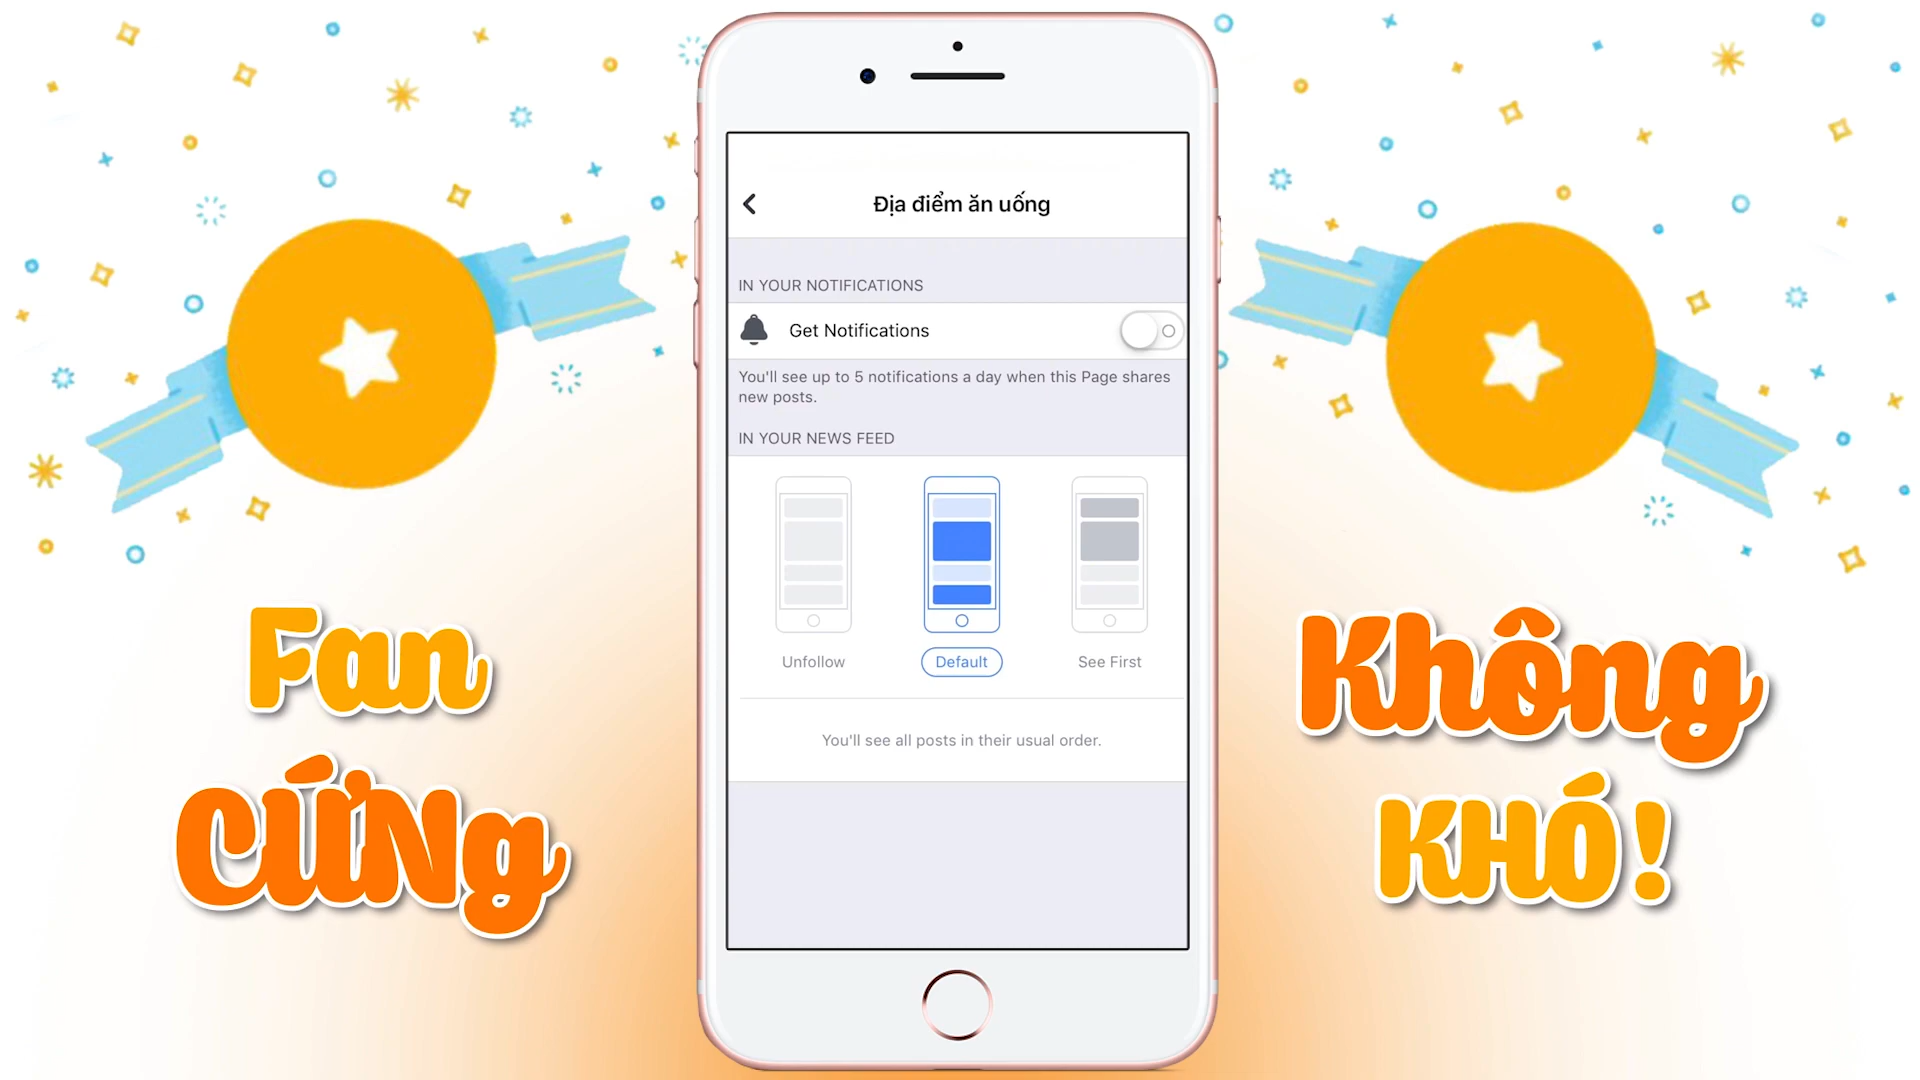 Địa điểm ăn uống
IN YOUR NOTIFICATIONS
Get Notifications
You'll see up to 5 notifications a day when this Page shares
new posts.
IN YOUR NEWS FEED
Unfollow
Default
See First
You'll see all posts in their usual order.
Fan
CỨNg
Không
KHÓ!